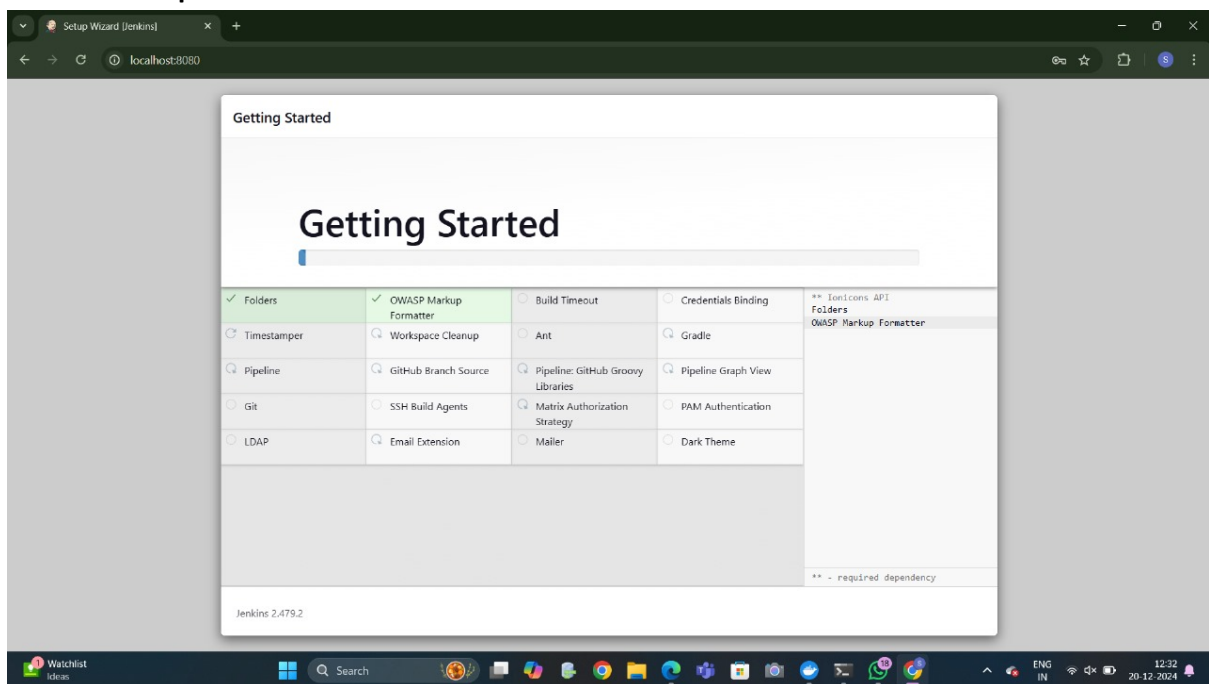 Setup Wizard [Jenkins]
localhost:8080
S
Getting Started
Getting Started
Folders
OWASP Markup
Formatter
Build Timeout
Credentials Binding
Timestamper
Workspace Cleanup
Ant
Gradle
Pipeline
GitHub Branch Source
Pipeline: GitHub Groovy
Libraries
Pipeline Graph View
Git
SSH Build Agents
Matrix Authorization
Strategy
PAM Authentication
LDAP
Email Extension
Mailer
Dark Theme
** Ionicons API
Folders
OWASP Markup Formatter
** - required dependency
Jenkins 2.479.2
1
Watchlist
Ideas
Search
18
ENG
IN
12:32
20-12-2024